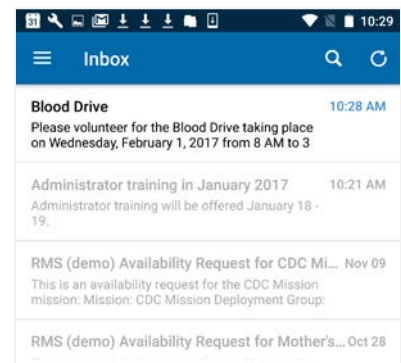 31
10:29
Inbox
Blood Drive 10:28 AM
Please volunteer for the Blood Drive taking place
on Wednesday, February 1, 2017 from 8 AM to 3
Administrator training in January 2017 10:21 AM
Administrator training will be offered January 18 -
19.
RMS (demo) Availability Request for CDC Mi... Nov 09
This is an availability request for the CDC Mission
mission: Mission: CDC Mission Deployment Group:
RMS (demo) Availability Request for Mother's... Oct 28